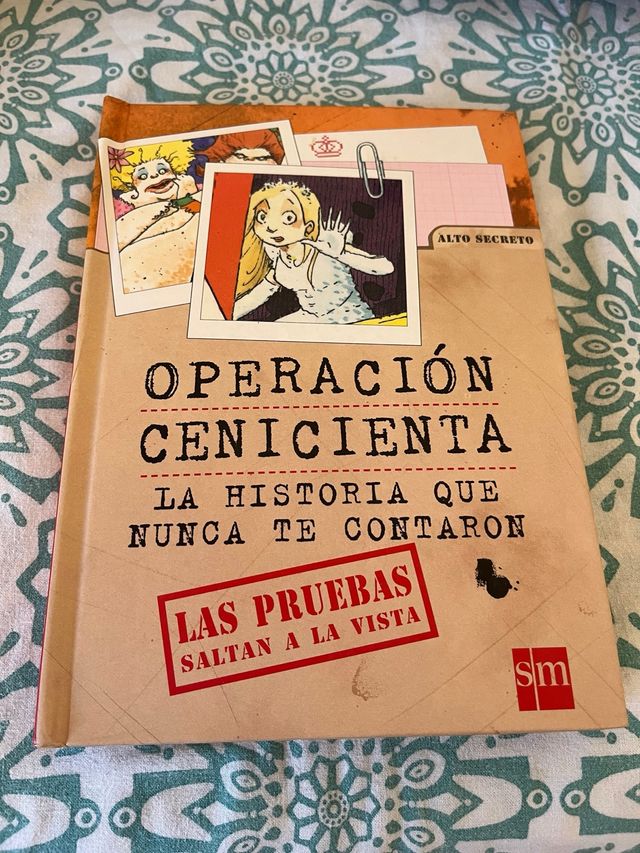 ALTO SECRETO
OPERACIÓN
CENICIENTA
LA HISTORIA QUE
NUNCA TE CONTARON
LAS PRUEBAS
SALTAN A LA VISTA
sm